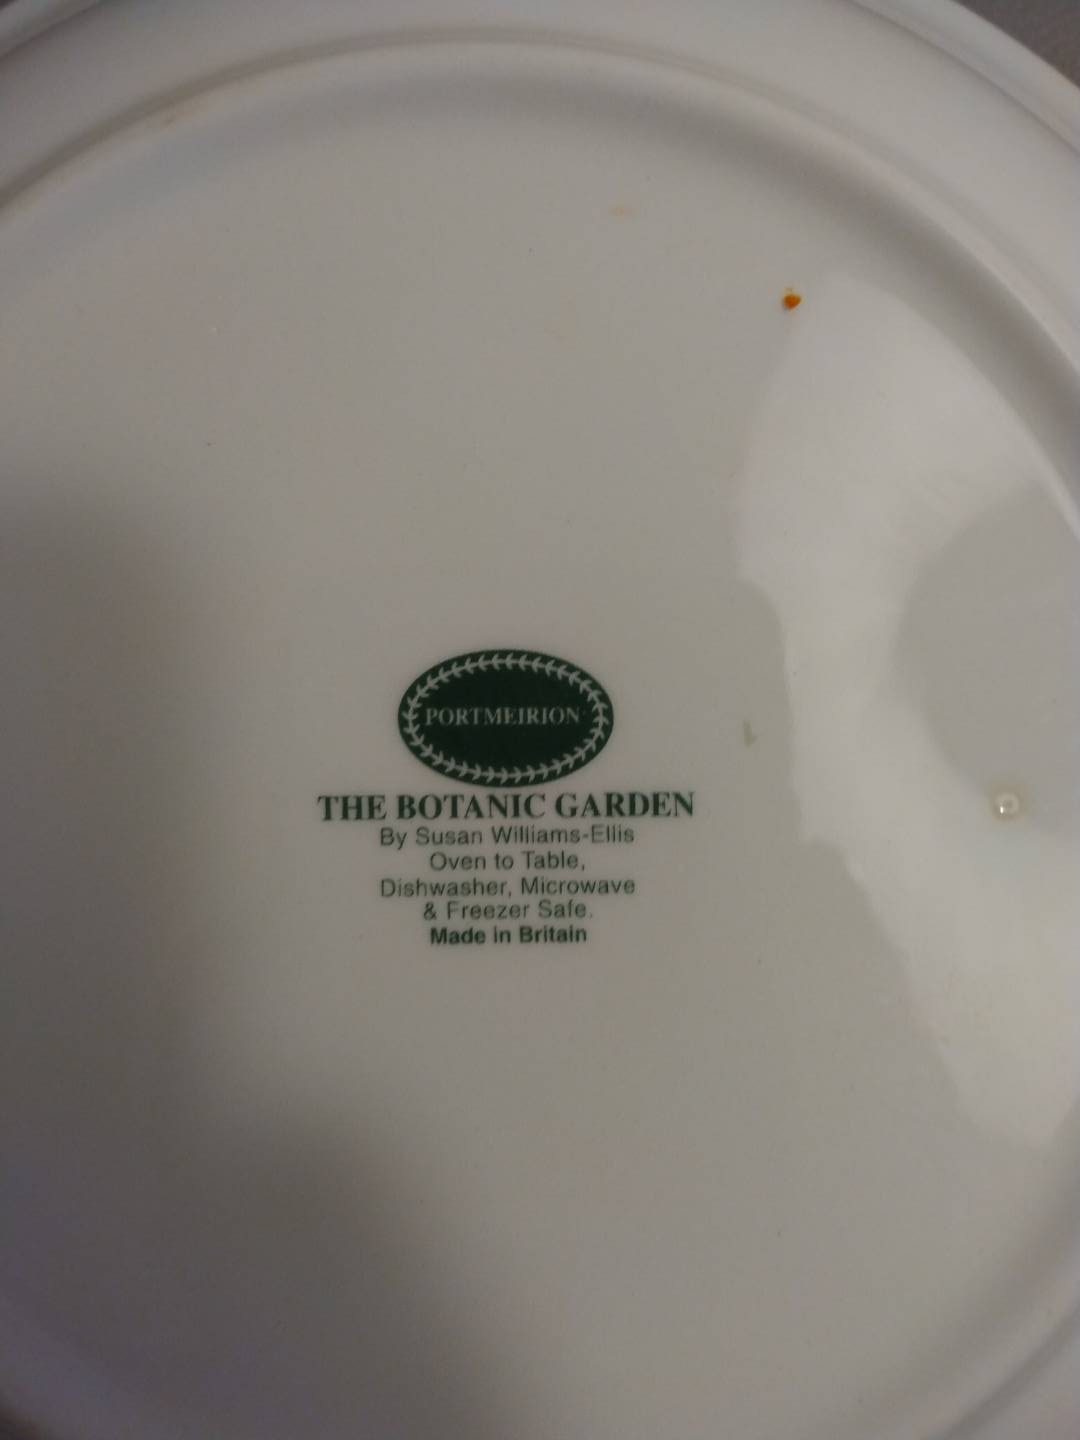 PORTMEIRION
THE BOTANIC GARDEN
By Susan Williams-Ellis
Oven to Table,
Dishwasher, Microwave
& Freezer Safe.
Made in Britain